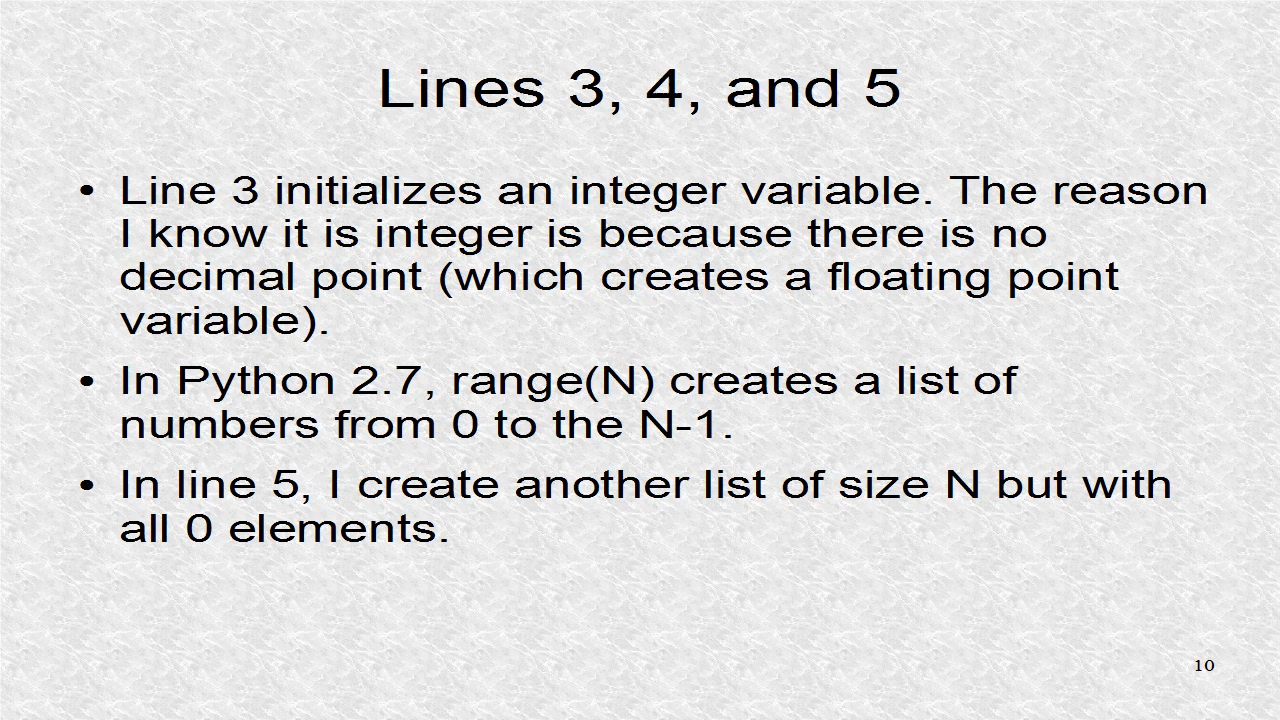 Lines 3, 4, and 5
• Line 3 initializes an integer variable. The reason
I know it is integer is because there is no
decimal point (which creates a floating point
variable).
• In Python 2.7, range(N) creates a list of
numbers from 0 to the N-1.
• In line 5, I create another list of size N but with
all 0 elements.
10